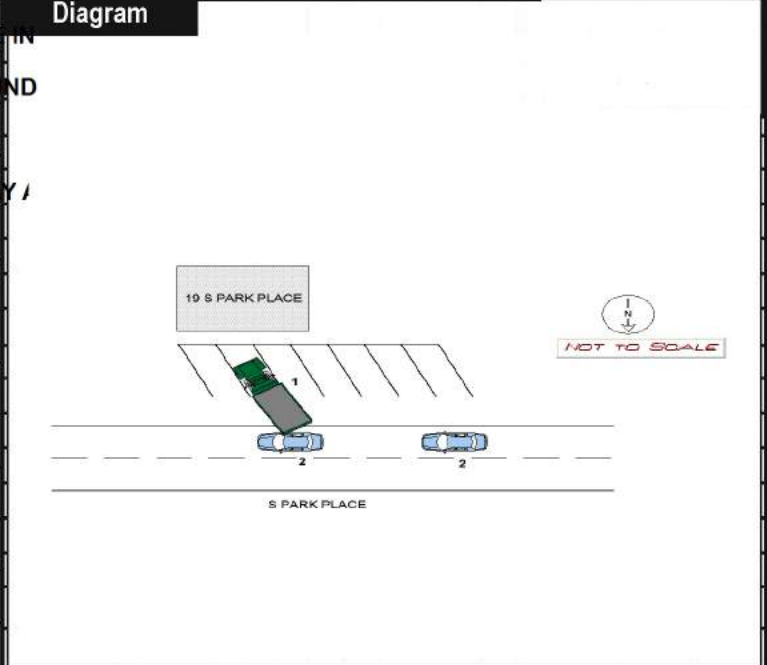 Diagram
IN
ND
Y
19 S PARK PLACE
N
NOT TO SCALE
1
2
2
S PARK PLACE